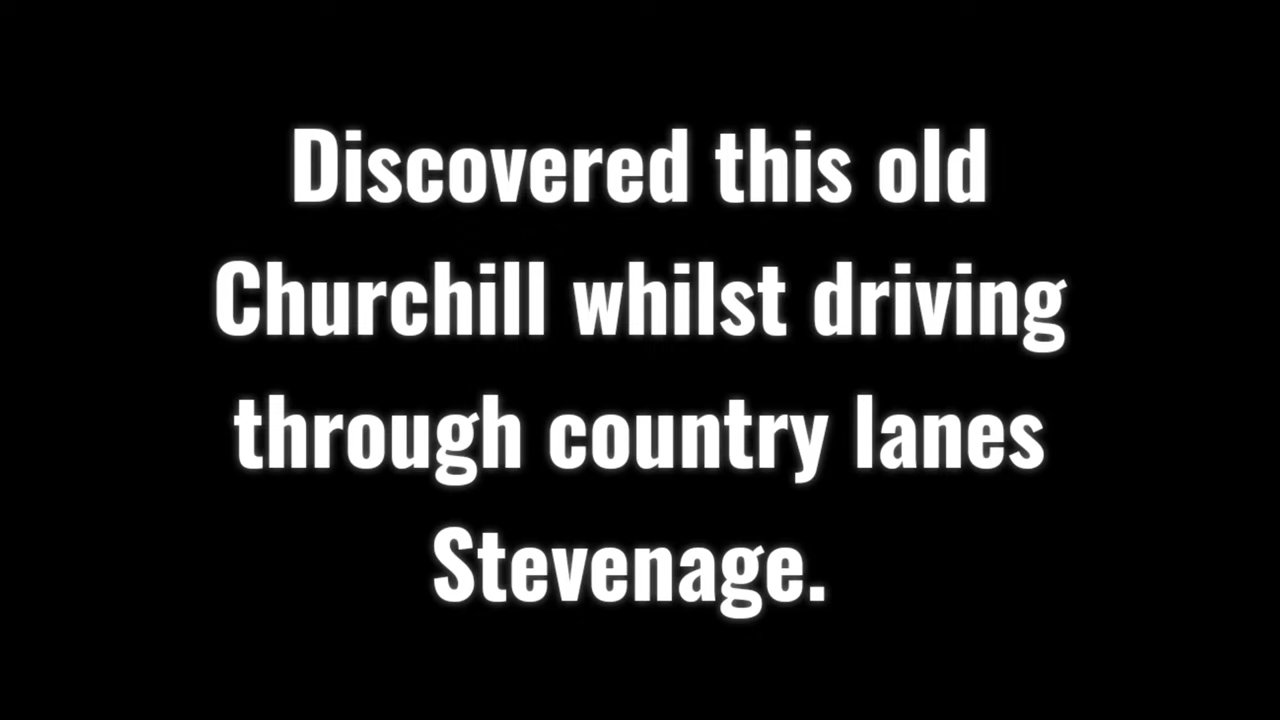 Discovered this old
Churchill whilst driving
through country lanes
Stevenage.